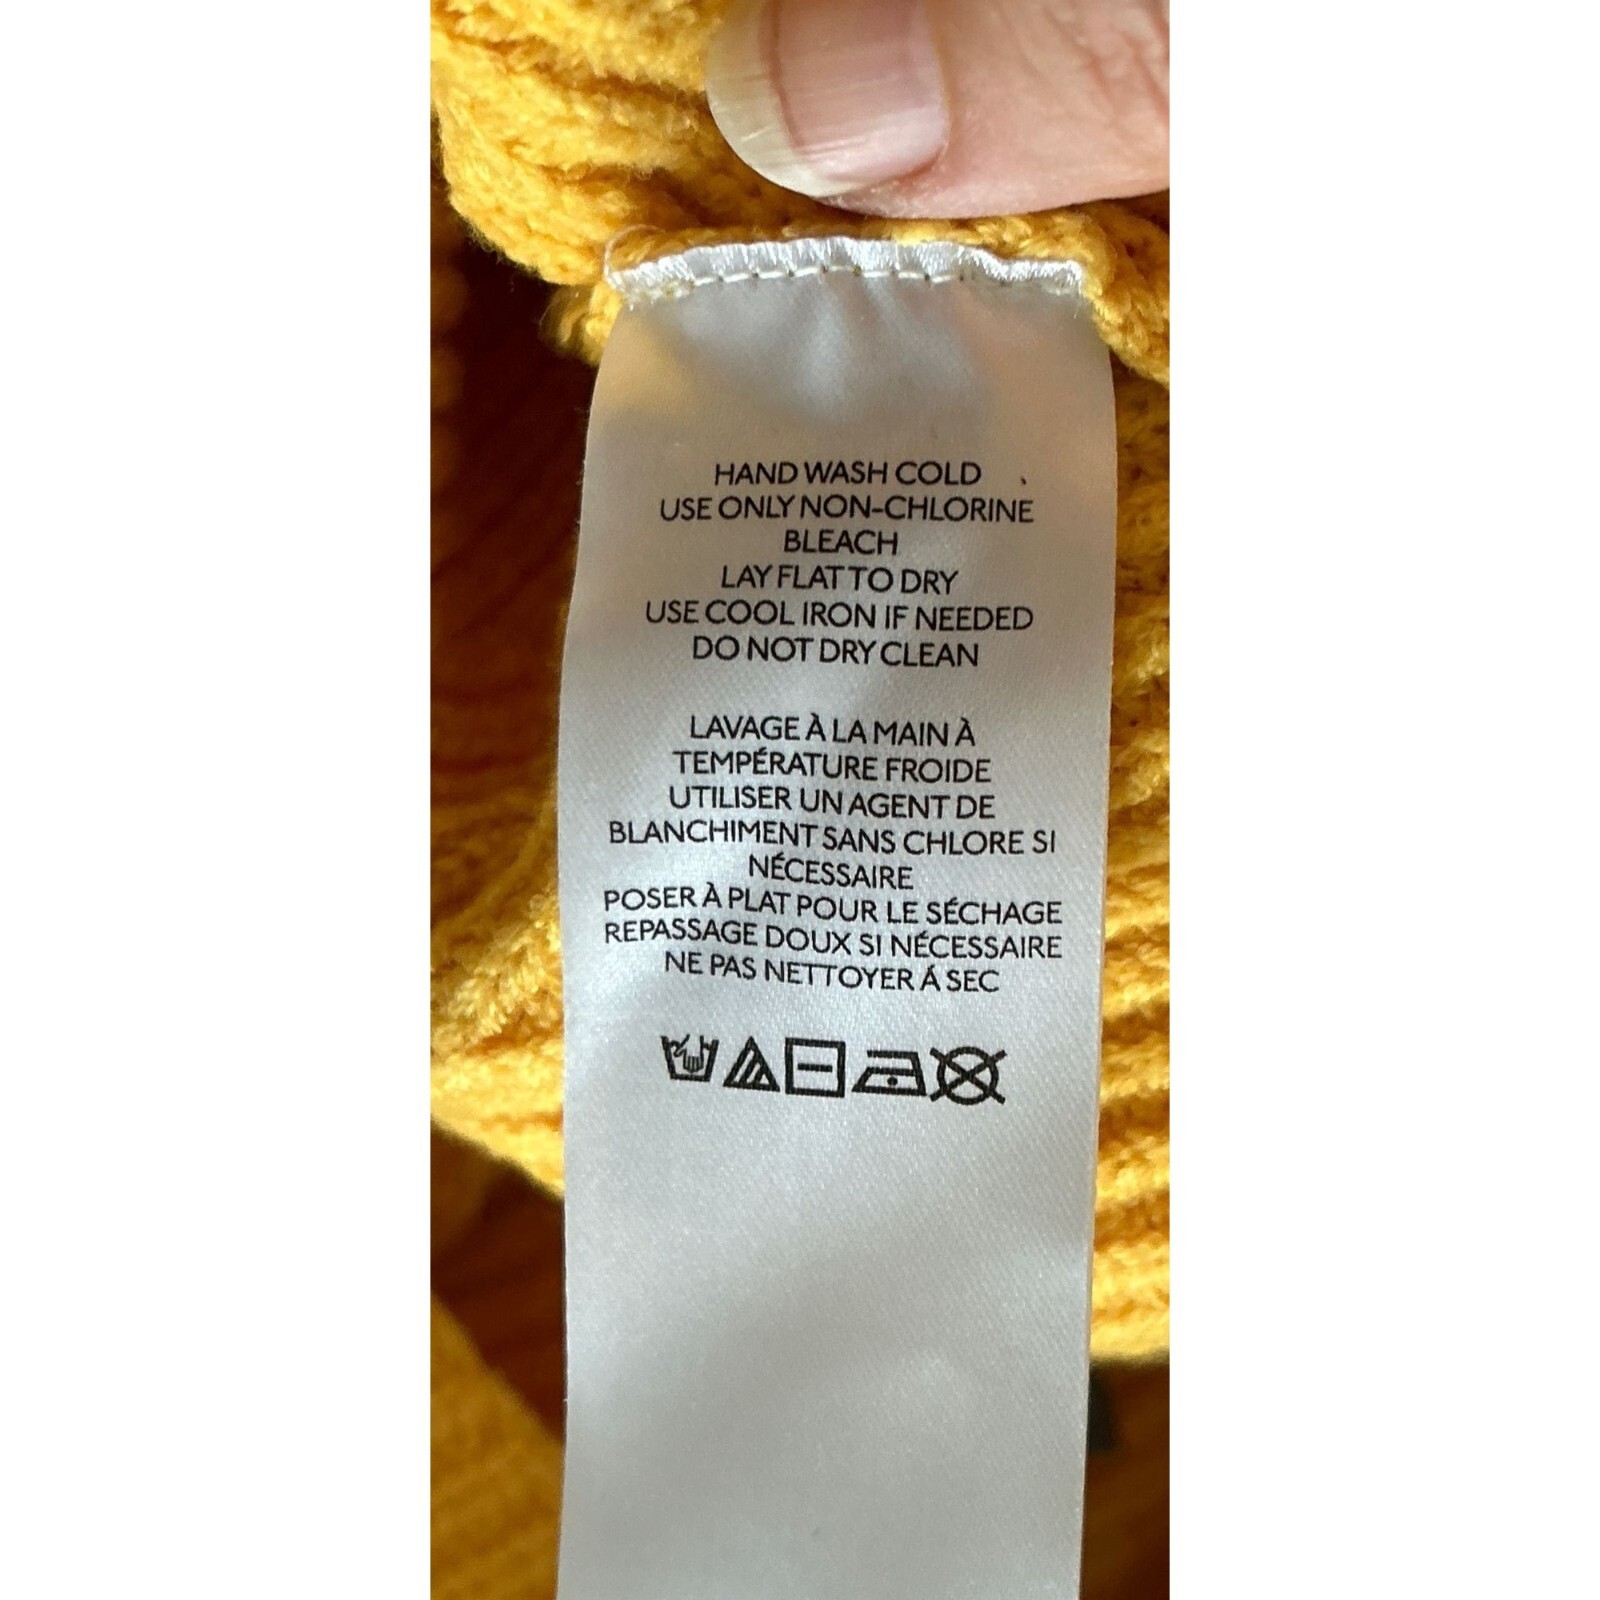 HAND WASH COLD
USE ONLY NON-CHLORINE
BLEACH
LAY FLAT TO DRY
USE COOL IRON IF NEEDED
DO NOT DRY CLEAN
LAVAGE À LA MAIN À
TEMPÉRATURE FROIDE
UTILISER UN AGENT DE
BLANCHIMENT SANS CHLORE SI
NÉCESSAIRE
POSER À PLAT POUR LE SÉCHAGE
REPASSAGE DOUX SI NÉCESSAIRE
NE PAS NETTOYER Á SEC